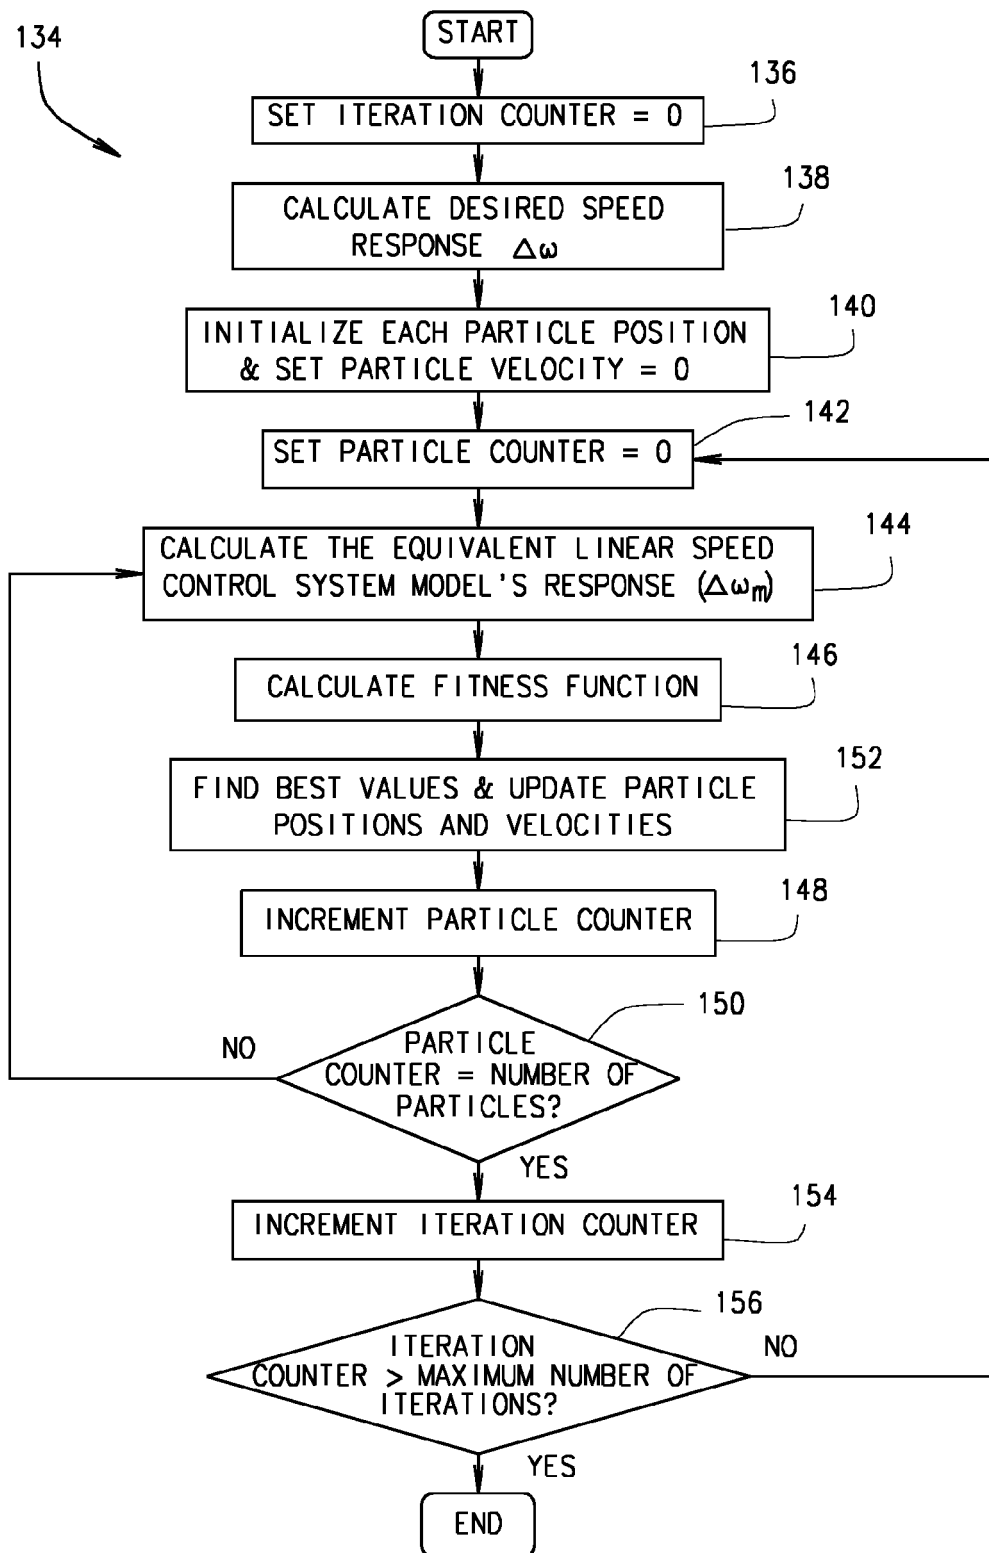 134
START
136
SET ITERATION COUNTER = 0
138
CALCULATE DESIRED SPEED
RESPONSE Δω
140
INITIALIZE EACH PARTICLE POSITION
& SET PARTICLE VELOCITY = 0
142
SET PARTICLE COUNTER = 0
144
CALCULATE THE EQUIVALENT LINEAR SPEED
CONTROL SYSTEM MODEL'S RESPONSE (Δωm)
146
CALCULATE FITNESS FUNCTION
152
FIND BEST VALUES & UPDATE PARTICLE
POSITIONS AND VELOCITIES
148
INCREMENT PARTICLE COUNTER
150
NO
PARTICLE
COUNTER = NUMBER OF
PARTICLES?
YES
154
INCREMENT ITERATION COUNTER
156
ITERATION
COUNTER > MAXIMUM NUMBER OF
ITERATIONS?
NO
YES
END